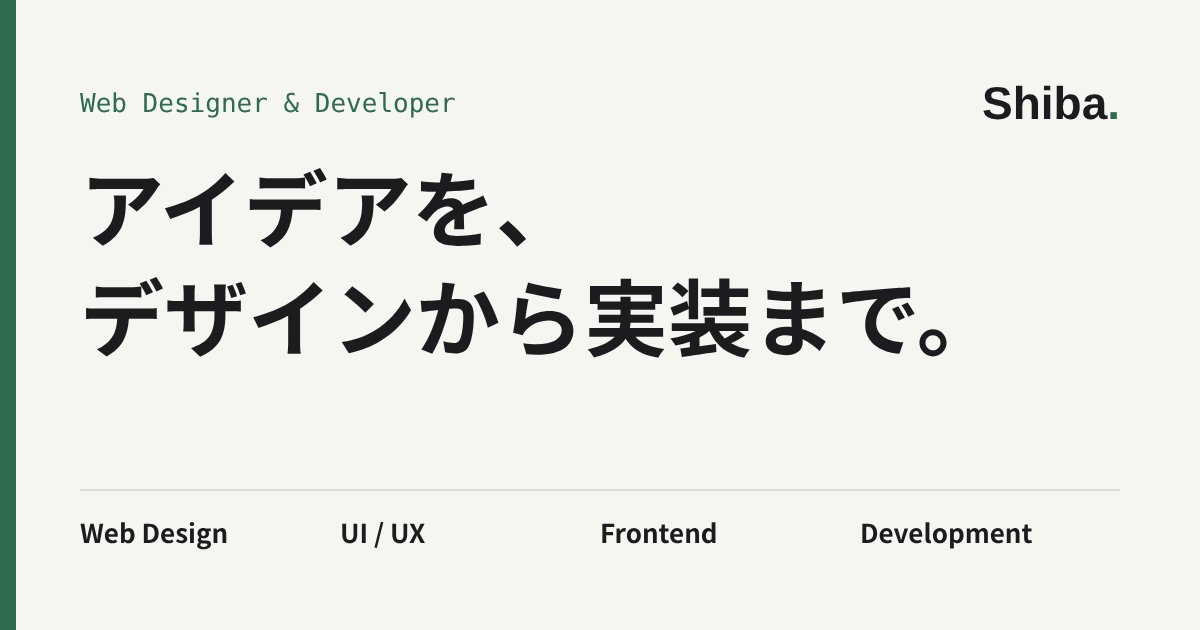 Web Designer & Developer
Shiba.
アイデアを、
デザインから実装まで。
Web Design
UI / UX
Frontend
Development